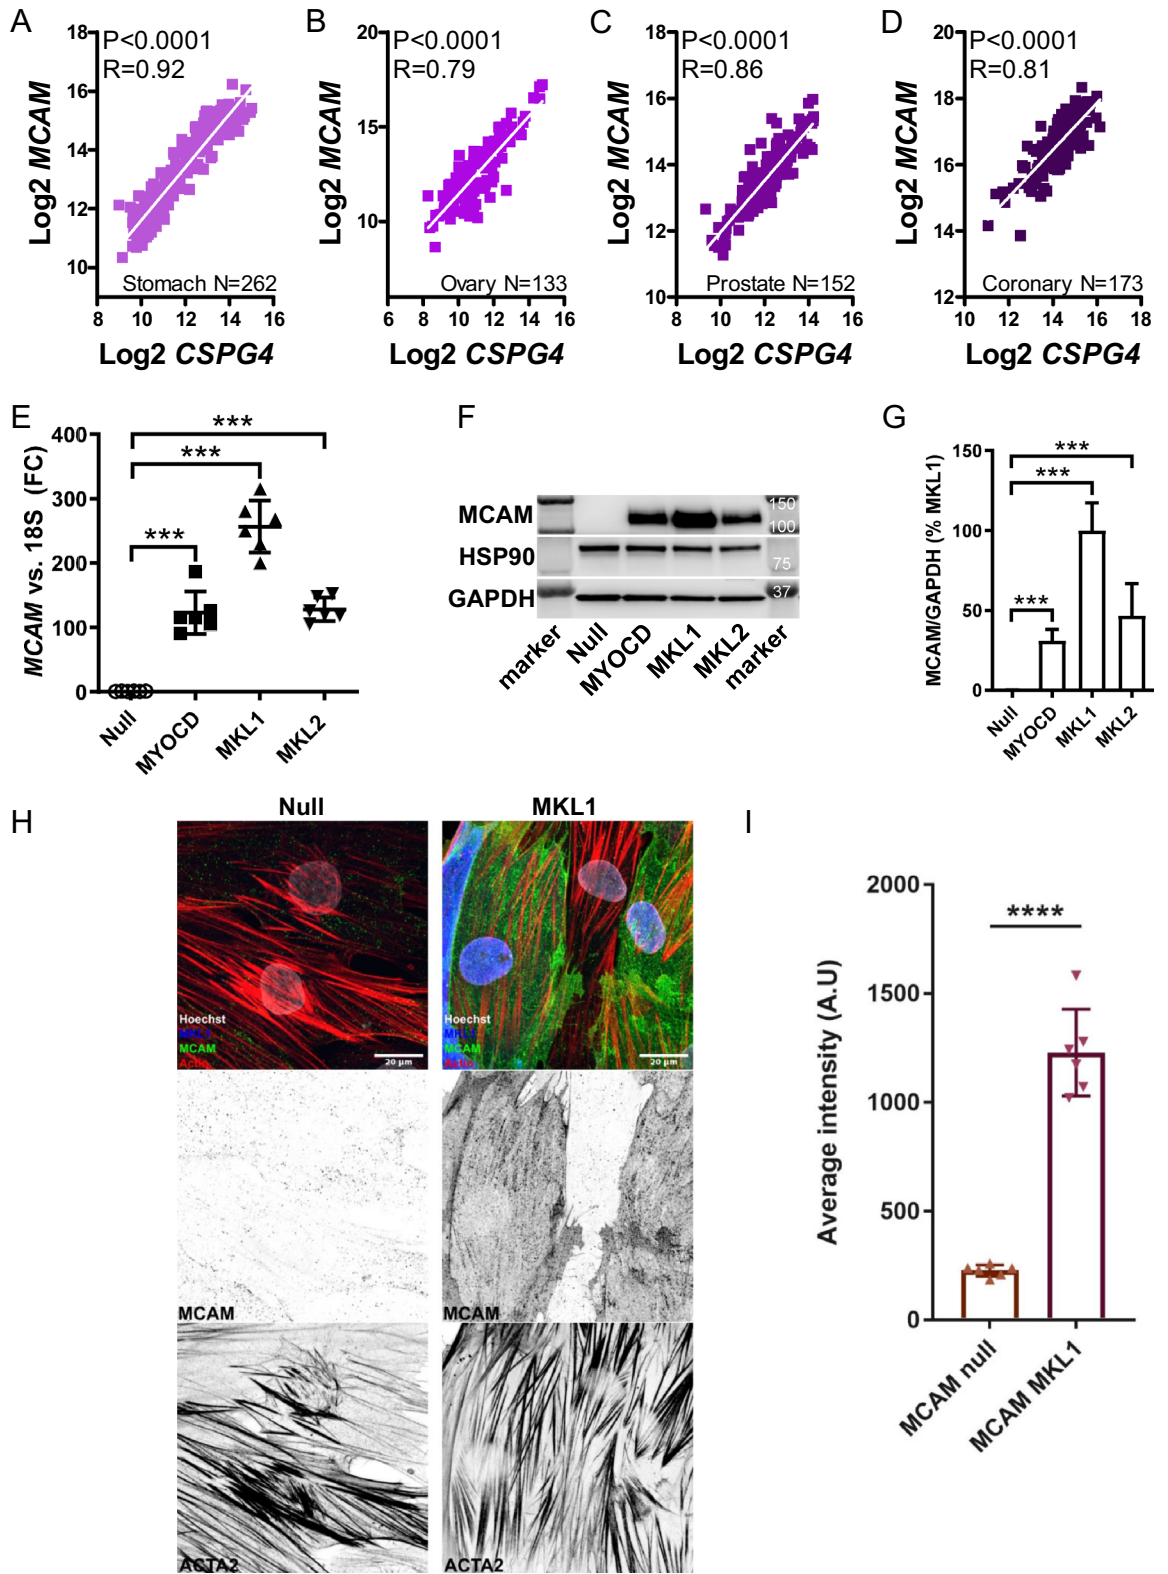 A
18
16
14
12
10
8 10 12 14 16
P<0.0001
R=0.92
Stomach N=262
Log2 MCAM
Log2 CSPG4
B
20
15
10
6 8 10 12 14 16
P<0.0001
R=0.79
Ovary N=133
Log2 MCAM
Log2 CSPG4
C
18
16
14
12
10
8 10 12 14 16
P<0.0001
R=0.86
Prostate N=152
Log2 MCAM
Log2 CSPG4
D
20
18
16
14
12
10 12 14 16 18
P<0.0001
R=0.81
Coronary N=173
Log2 MCAM
Log2 CSPG4
E
MCAM vs. 18S (FC)
400
300
200
100
0
***
***
***
Null
MYOCD
MKL1
MKL2
F
MCAM
HSP90
GAPDH
150
100
75
37
marker
Null
MYOCD
MKL1
MKL2
marker
G
MCAM/GAPDH (% MKL1)
150
100
50
0
***
***
***
Null
MYOCD
MKL1
MKL2
H
Null
MKL1
Hoechst
MKL1
MCAM
Actin
20 µm
Hoechst
MKL1
MCAM
Actin
20 µm
MCAM
MCAM
ACTA2
ACTA2
I
Average intensity (A.U)
2000
1500
1000
500
0
****
MCAM null
MCAM MKL1